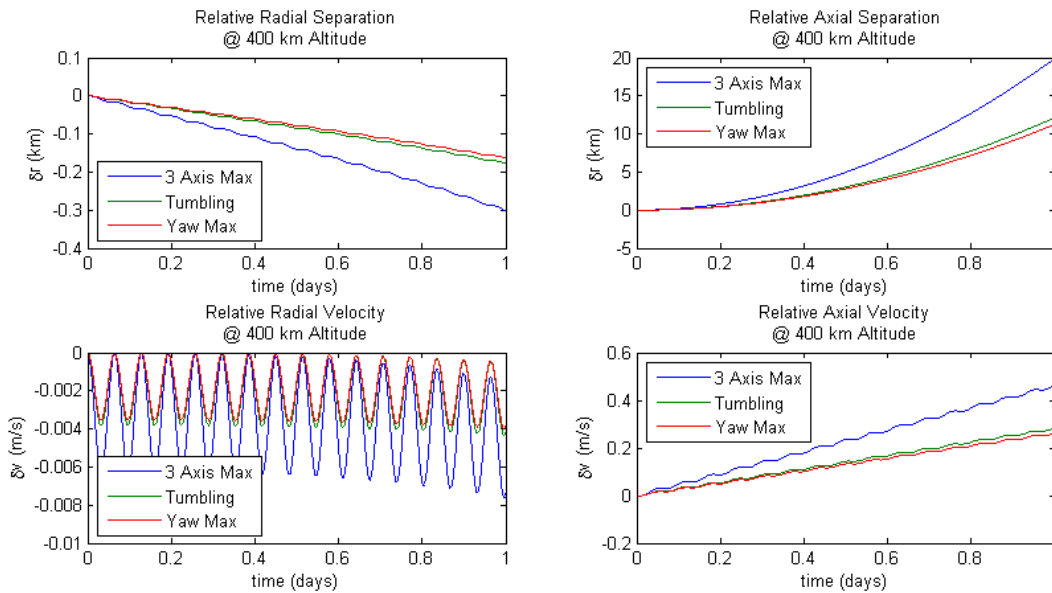 Relative Radial Separation
@ 400 km Altitude
0.1
0
-0.1
-0.2
-0.3
-0.4
δr (km)
3 Axis Max
Tumbling
Yaw Max
0 0.2 0.4 0.6 0.8 1
time (days)
Relative Axial Separation
@ 400 km Altitude
20
15
10
5
0
-5
δr (km)
3 Axis Max
Tumbling
Yaw Max
0 0.2 0.4 0.6 0.8
time (days)
Relative Radial Velocity
@ 400 km Altitude
0
-0.002
-0.004
-0.006
-0.008
-0.01
δv (m/s)
3 Axis Max
Tumbling
Yaw Max
0 0.2 0.4 0.6 0.8 1
time (days)
Relative Axial Velocity
@ 400 km Altitude
0.6
0.4
0.2
0
-0.2
δv (m/s)
3 Axis Max
Tumbling
Yaw Max
0 0.2 0.4 0.6 0.8
time (days)